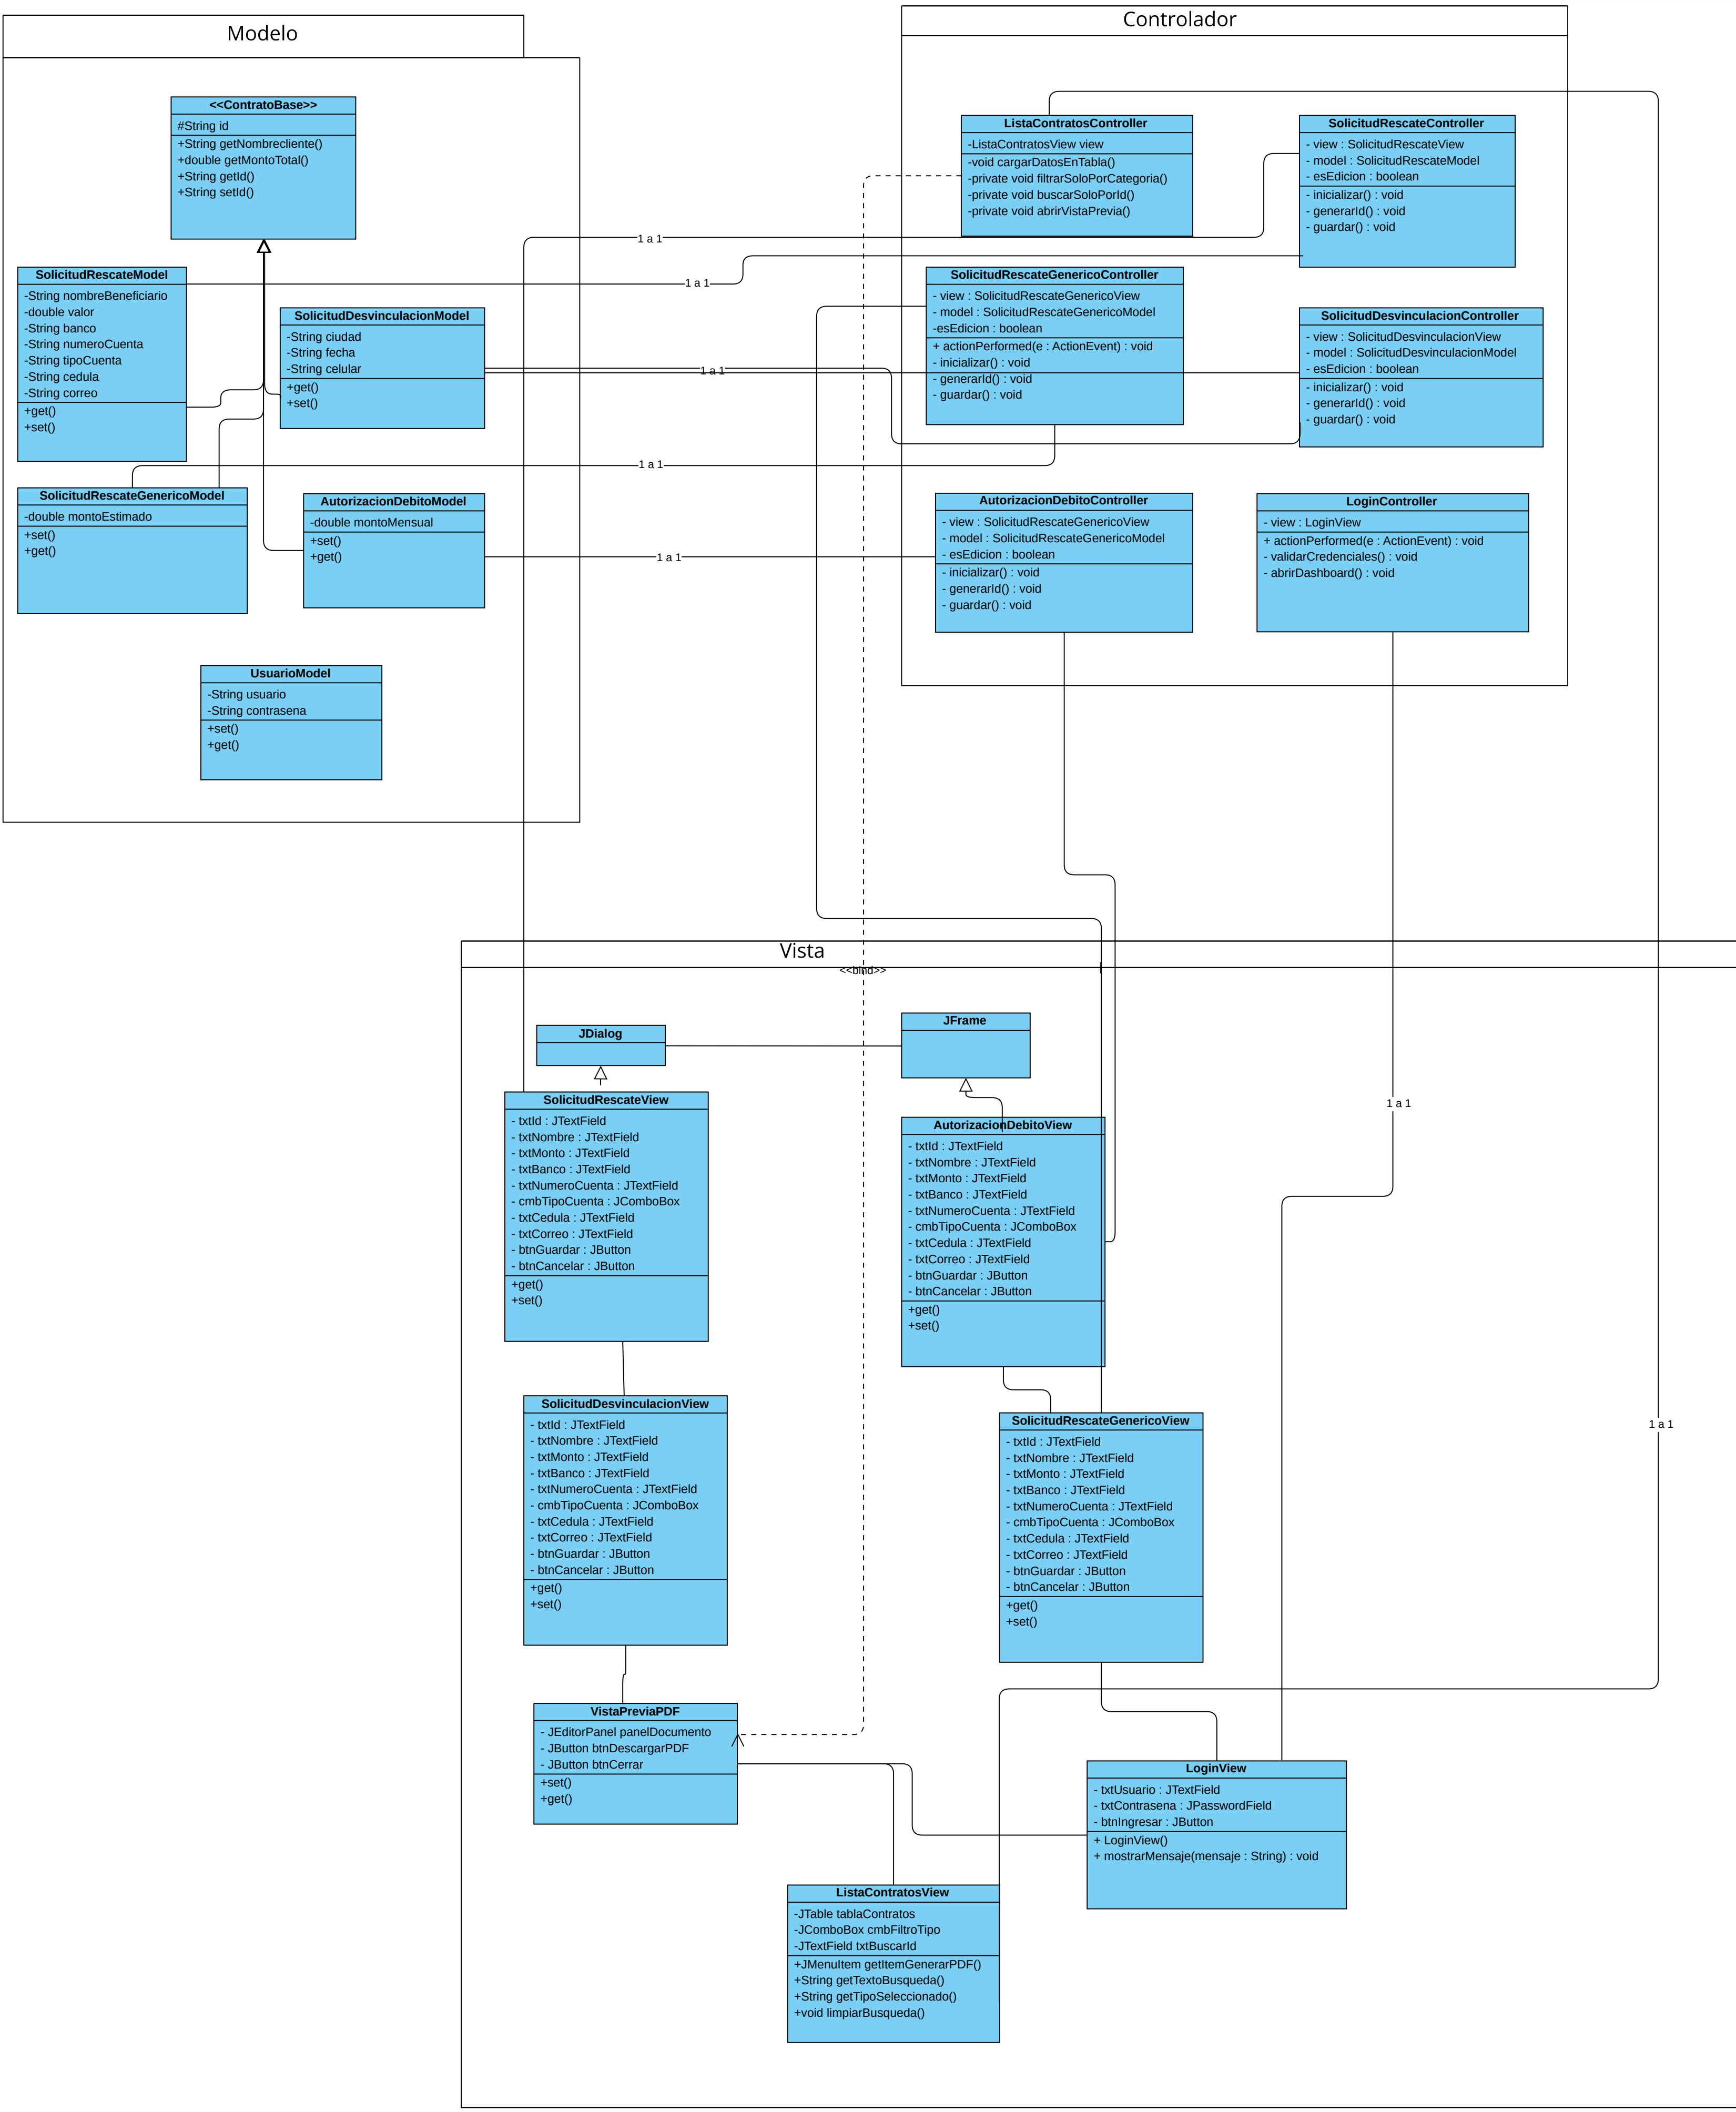 Modelo
<<ContratoBase>>
#String id
+String getNombrecliente()
+double getMontoTotal()
+String getId()
+String setId()
SolicitudRescateModel
-String nombreBeneficiario
-double valor
-String banco
-String numeroCuenta
-String tipoCuenta
-String cedula
-String correo
+get()
+set()
SolicitudDesvinculacionModel
-String ciudad
-String fecha
-String celular
+get()
+set()
SolicitudRescateGenericoModel
-double montoEstimado
+set()
+get()
AutorizacionDebitoModel
-double montoMensual
+set()
+get()
UsuarioModel
-String usuario
-String contrasena
+set()
+get()
1 a 1
1 a 1
1 a 1
1 a 1
1 a 1
Controlador
ListaContratosController
-ListaContratosView view
-void cargarDatosEnTabla()
-private void filtrarSoloPorCategoria()
-private void buscarSoloPorId()
-private void abrirVistaPrevia()
SolicitudRescateController
- view : SolicitudRescateView
- model : SolicitudRescateModel
- esEdicion : boolean
- inicializar() : void
- generarId() : void
- guardar() : void
SolicitudRescateGenericoController
- view : SolicitudRescateGenericoView
- model : SolicitudRescateGenericoModel
-esEdicion : boolean
+ actionPerformed(e : ActionEvent) : void
- inicializar() : void
- generarId() : void
- guardar() : void
SolicitudDesvinculacionController
- view : SolicitudDesvinculacionView
- model : SolicitudDesvinculacionModel
- esEdicion : boolean
- inicializar() : void
- generarId() : void
- guardar() : void
AutorizacionDebitoController
- view : SolicitudRescateGenericoView
- model : SolicitudRescateGenericoModel
- esEdicion : boolean
- inicializar() : void
- generarId() : void
- guardar() : void
LoginController
- view : LoginView
+ actionPerformed(e : ActionEvent) : void
- validarCredenciales() : void
- abrirDashboard() : void
Vista
<<bind>>
JDialog
JFrame
SolicitudRescateView
- txtId : JTextField
- txtNombre : JTextField
- txtMonto : JTextField
- txtBanco : JTextField
- txtNumeroCuenta : JTextField
- cmbTipoCuenta : JComboBox
- txtCedula : JTextField
- txtCorreo : JTextField
- btnGuardar : JButton
- btnCancelar : JButton
+get()
+set()
AutorizacionDebitoView
- txtId : JTextField
- txtNombre : JTextField
- txtMonto : JTextField
- txtBanco : JTextField
- txtNumeroCuenta : JTextField
- cmbTipoCuenta : JComboBox
- txtCedula : JTextField
- txtCorreo : JTextField
- btnGuardar : JButton
- btnCancelar : JButton
+get()
+set()
1 a 1
SolicitudDesvinculacionView
- txtId : JTextField
- txtNombre : JTextField
- txtMonto : JTextField
- txtBanco : JTextField
- txtNumeroCuenta : JTextField
- cmbTipoCuenta : JComboBox
- txtCedula : JTextField
- txtCorreo : JTextField
- btnGuardar : JButton
- btnCancelar : JButton
+get()
+set()
SolicitudRescateGenericoView
- txtId : JTextField
- txtNombre : JTextField
- txtMonto : JTextField
- txtBanco : JTextField
- txtNumeroCuenta : JTextField
- cmbTipoCuenta : JComboBox
- txtCedula : JTextField
- txtCorreo : JTextField
- btnGuardar : JButton
- btnCancelar : JButton
+get()
+set()
1 a 1
VistaPreviaPDF
- JEditorPanel panelDocumento
- JButton btnDescargarPDF
- JButton btnCerrar
+set()
+get()
LoginView
- txtUsuario : JTextField
- txtContrasena : JPasswordField
- btnIngresar : JButton
+ LoginView()
+ mostrarMensaje(mensaje : String) : void
ListaContratosView
-JTable tablaContratos
-JComboBox cmbFiltroTipo
-JTextField txtBuscarId
+JMenuItem getItemGenerarPDF()
+String getTextoBusqueda()
+String getTipoSeleccionado()
+void limpiarBusqueda()